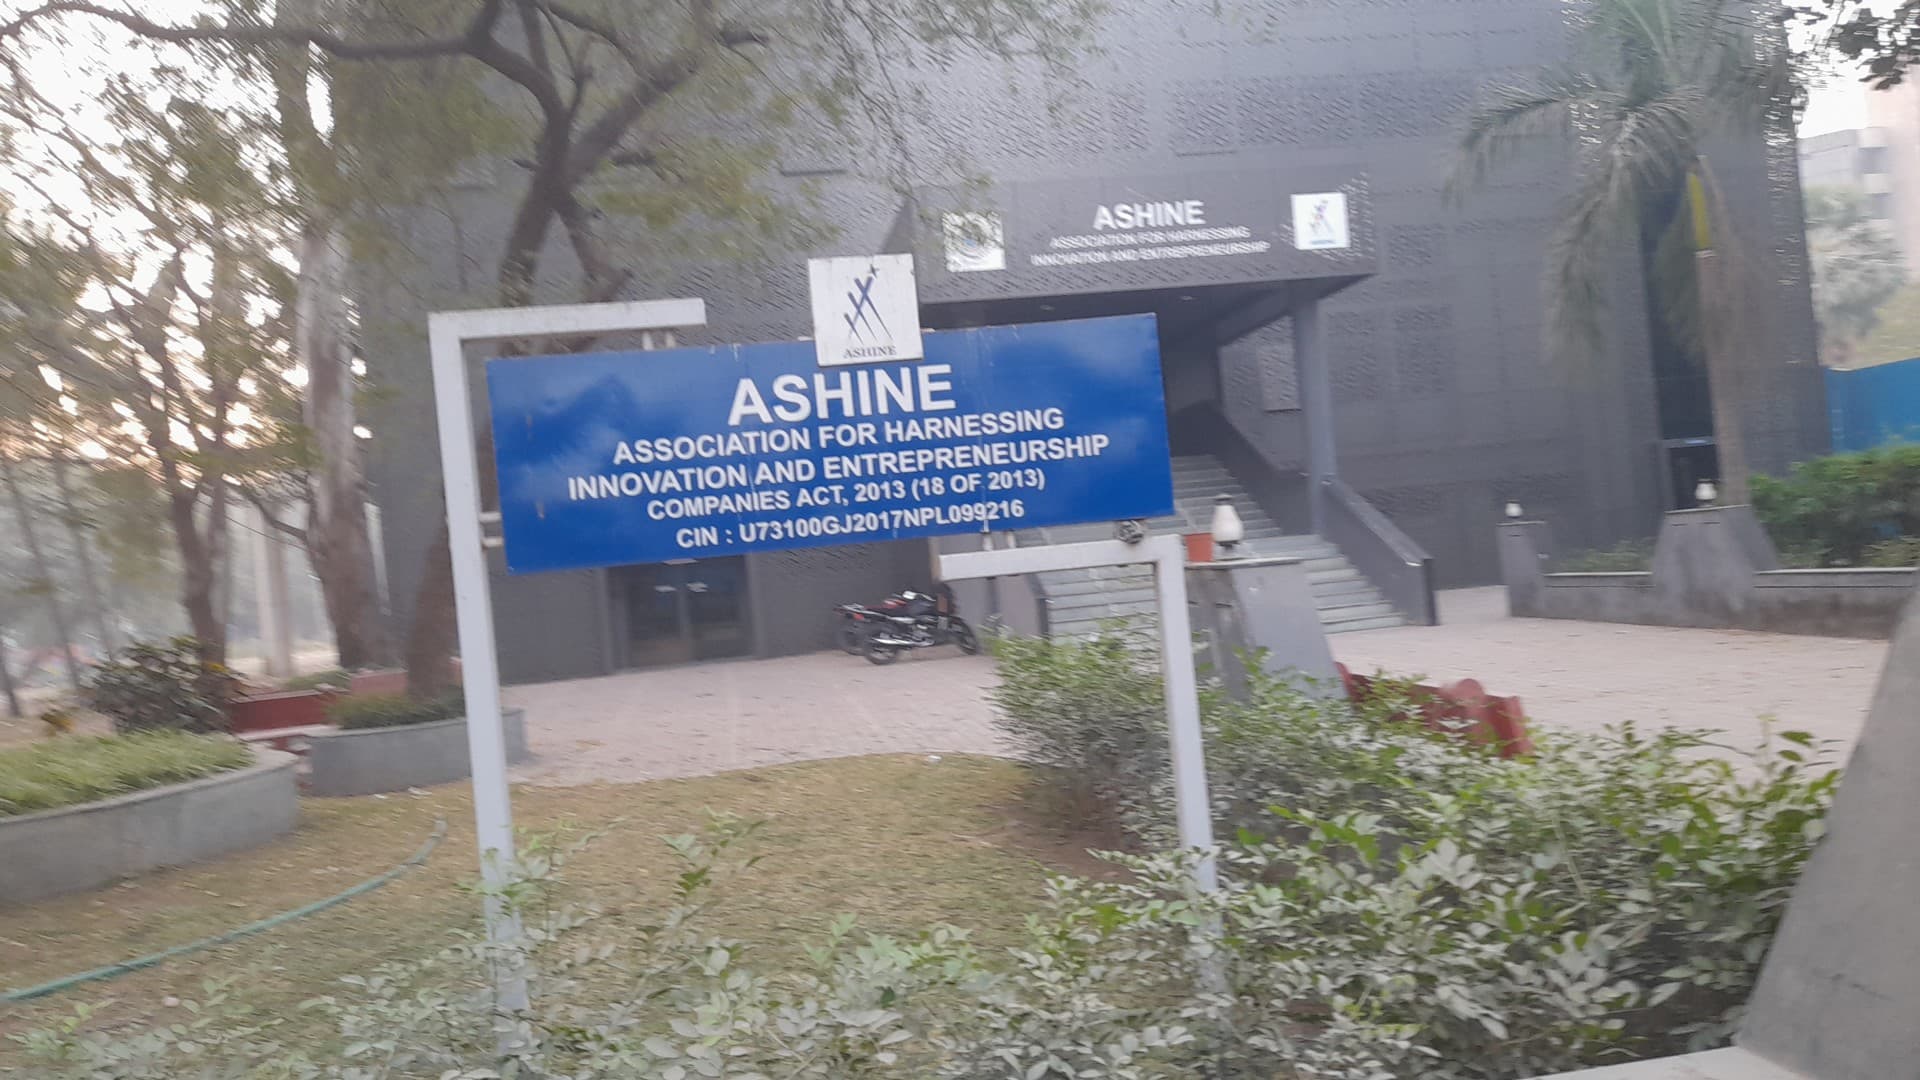 ASHINE
ASSOCIATION FOR HARNESSING
INNOVATION AND ENTREPRENEURSHIP
ASHINE
ASHINE
ASSOCIATION FOR HARNESSING
INNOVATION AND ENTREPRENEURSHIP
COMPANIES ACT, 2013 (18 OF 2013)
CIN : U73100GJ2017NPL099216